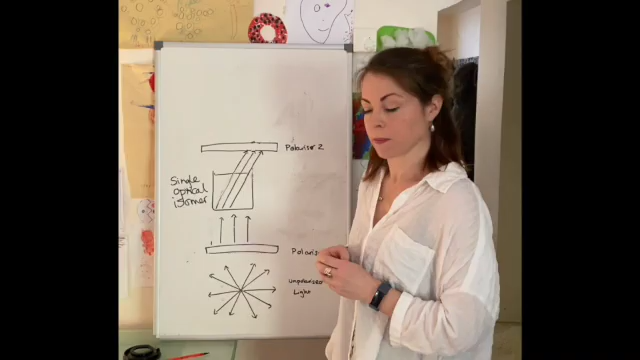 Polariser 2
Single
optical
isomer
Polaris
unpolarised
Light